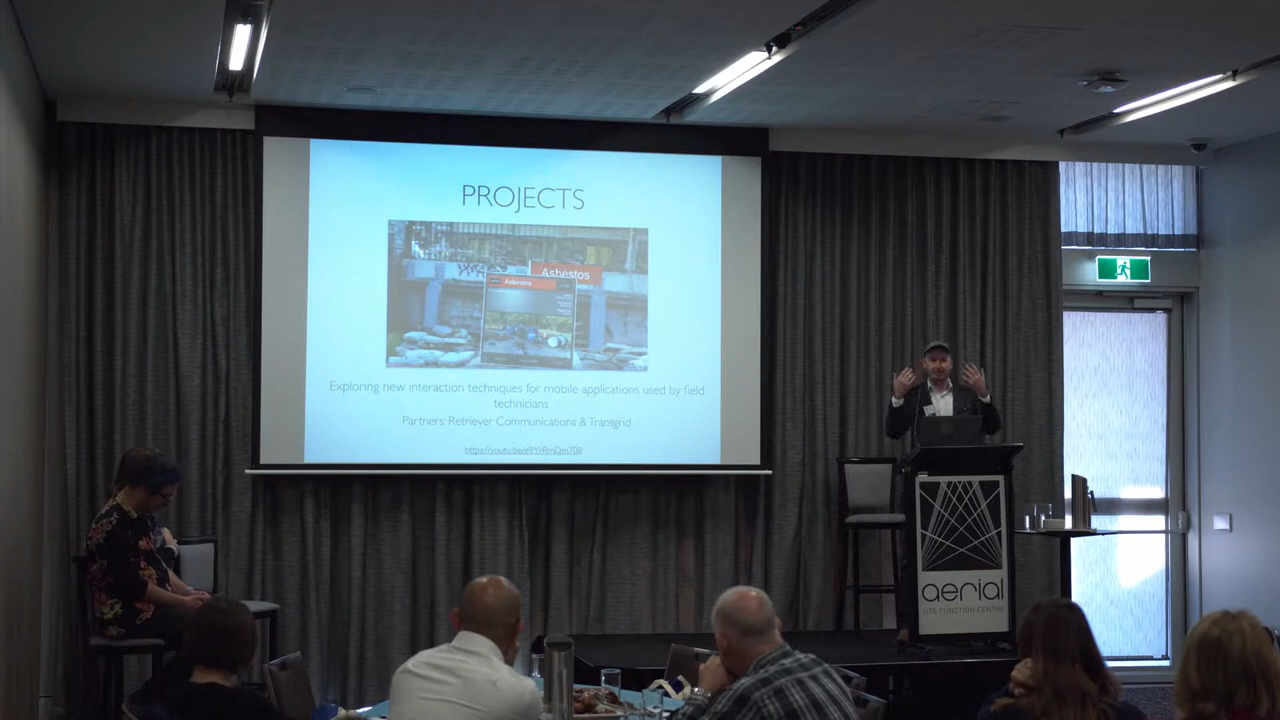 PROJECTS
Asbestos
Asbestos
Exploring new interaction techniques for mobile applications used by field
technicians
Partners: Retriever Communications & Transgrid
aerial
UTS FUNCTION CENTRE